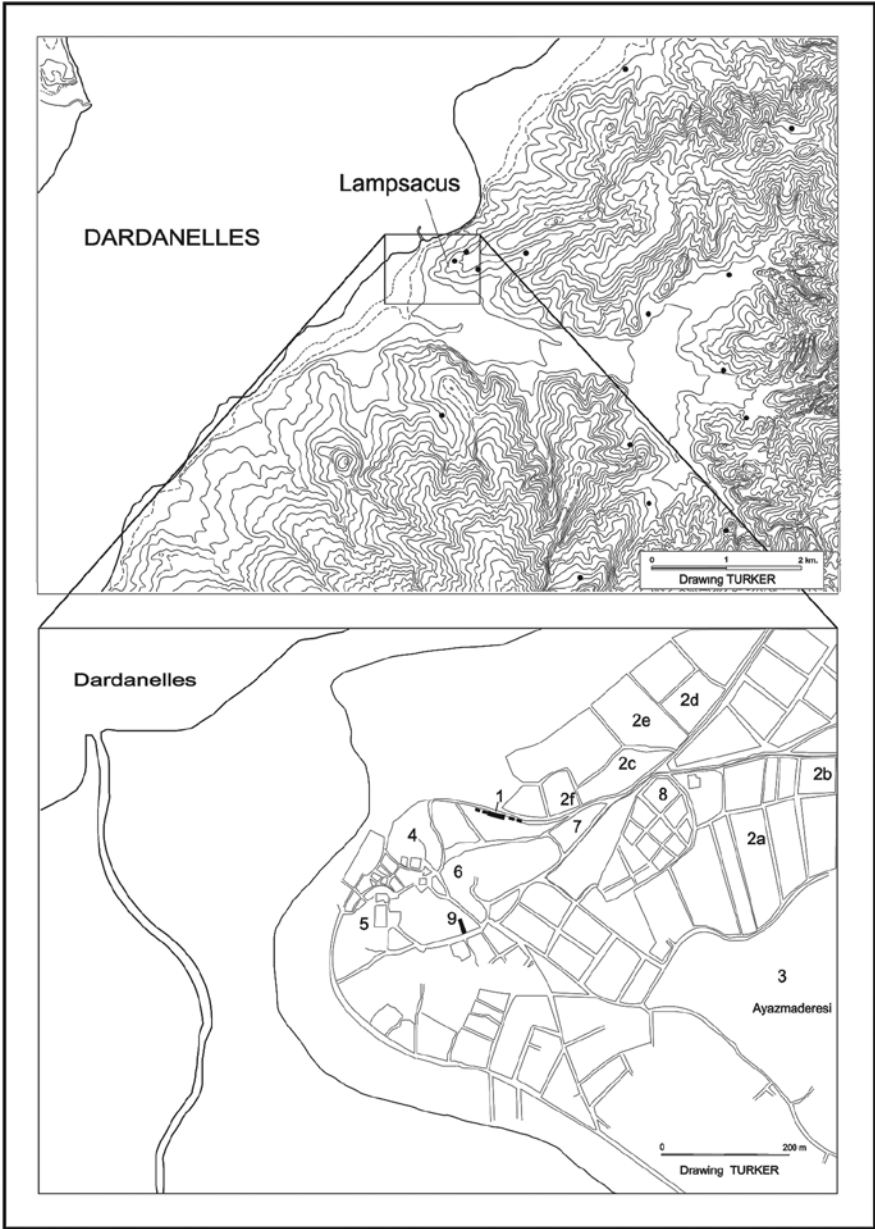 Lampsacus
DARDANELLES
0 1 2 km.
Drawing TURKER
Dardanelles
2d
2e
2c
2b
1
2f
8
7
4
2a
6
5
9
3
Ayazmaderesi
0 200 m
Drawing TURKER